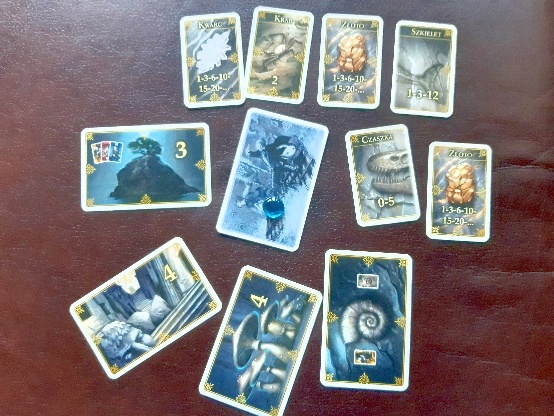 KWARC
1-3-6-10-
15-20-...
KRAB
2
ZŁOTO
1-3-6-10-
15-20-...
SZKIELET
1-3-12
3
CZASZKA
0-5
ZŁOTO
1-3-6-10-
15-20-...
4
4